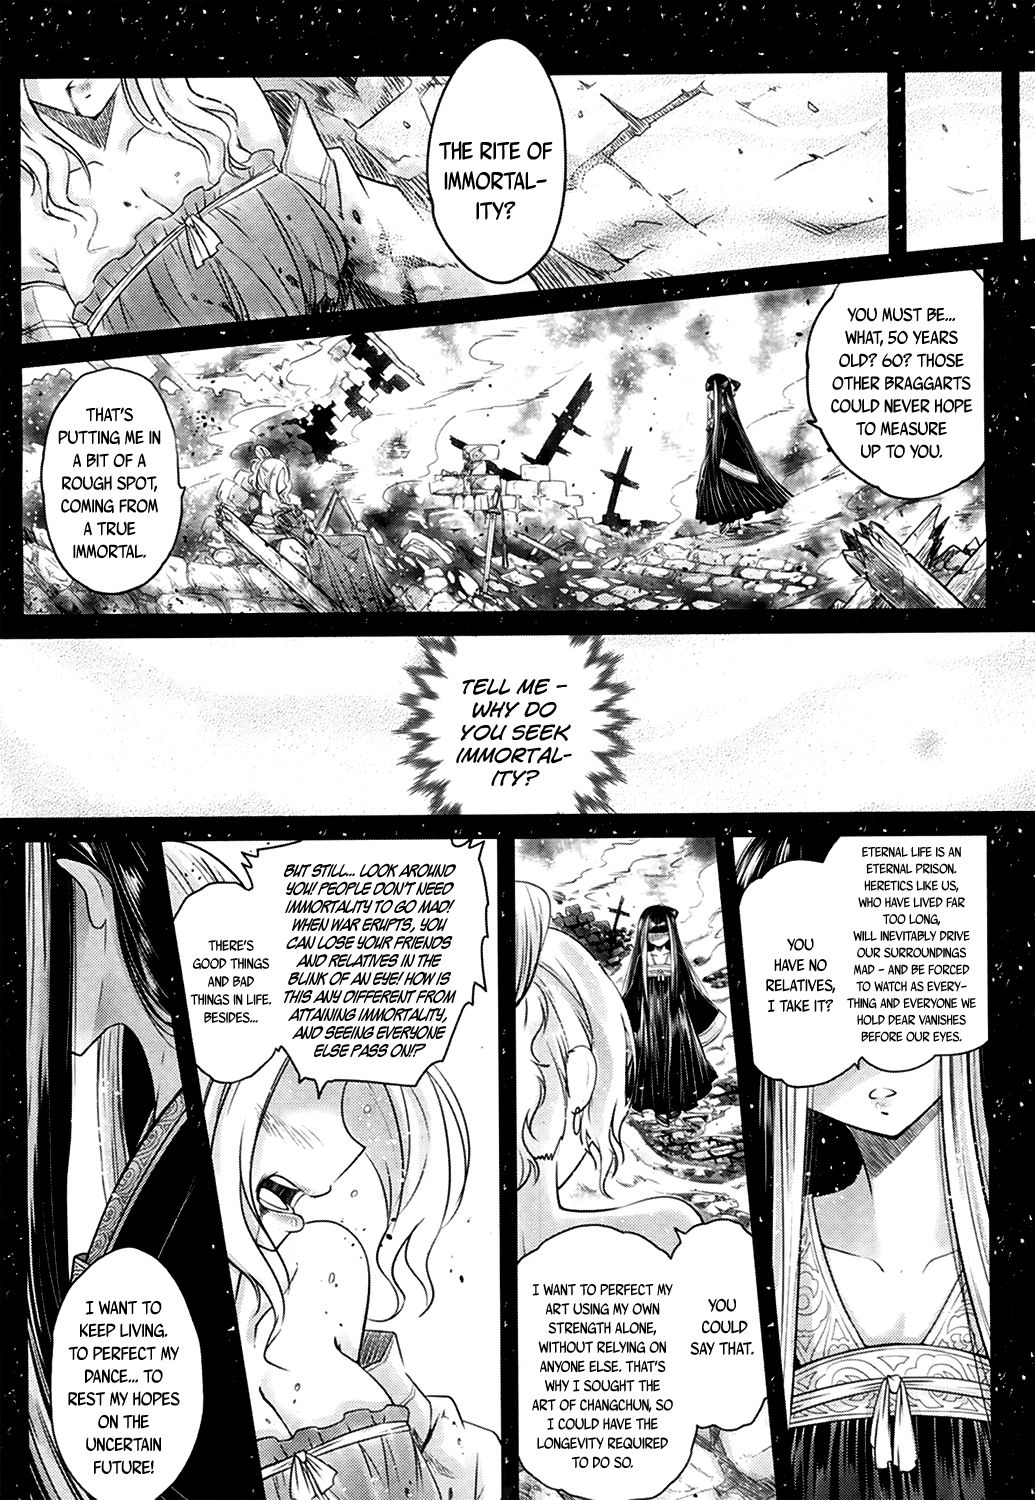 THE RITE OF
IMMORTAL-
ITY?
YOU MUST BE...
WHAT, 50 YEARS
OLD? 60? THOSE
OTHER BRAGGARTS
COULD NEVER HOPE
TO MEASURE
UP TO YOU.
THAT'S
PUTTING ME IN
A BIT OF A
ROUGH SPOT,
COMING FROM
A TRUE
IMMORTAL.
TELL ME –
WHY DO
YOU SEEK
IMMORTAL-
ITY?
ETERNAL LIFE IS AN
ETERNAL PRISON.
HERETICS LIKE US,
WHO HAVE LIVED FAR
TOO LONG,
WILL INEVITABLY DRIVE
OUR SURROUNDINGS
MAD – AND BE FORCED
TO WATCH AS EVERY-
THING AND EVERYONE WE
HOLD DEAR VANISHES
BEFORE OUR EYES.
YOU
HAVE NO
RELATIVES,
I TAKE IT?
YOU
COULD
SAY THAT.
I WANT TO PERFECT MY
ART USING MY OWN
STRENGTH ALONE,
WITHOUT RELYING ON
ANYONE ELSE. THAT'S
WHY I SOUGHT THE
ART OF CHANGCHUN, SO
I COULD HAVE THE
LONGEVITY REQUIRED
TO DO SO.
BUT STILL... LOOK AROUND
YOU! PEOPLE DON'T NEED
IMMORTALITY TO GO MAD!
WHEN WAR ERUPTS, YOU
CAN LOSE YOUR FRIENDS
AND RELATIVES IN THE
BLINK OF AN EYE! HOW IS
THIS ANY DIFFERENT FROM
ATTAINING IMMORTALITY,
AND SEEING EVERYONE
ELSE PASS ON!?
THERE'S
GOOD THINGS
AND BAD
THINGS IN LIFE.
BESIDES...
I WANT TO
KEEP LIVING.
TO PERFECT MY
DANCE... TO
REST MY HOPES
ON THE
UNCERTAIN
FUTURE!